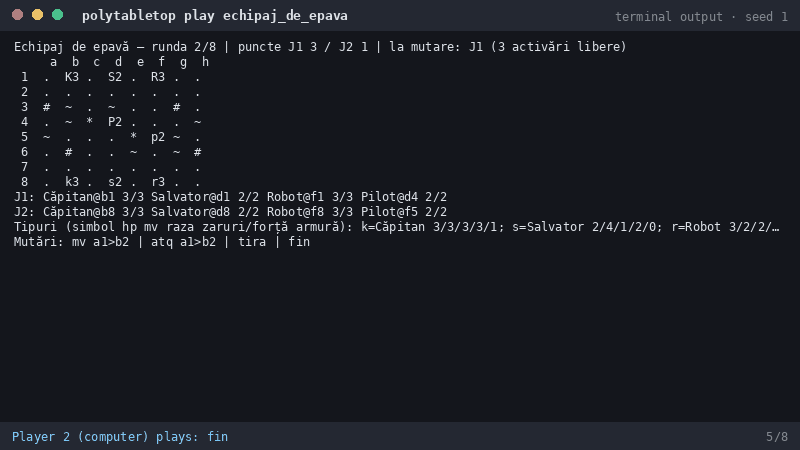 polytabletop play echipaj_de_epava
terminal output · seed 1
Echipaj de epavă — runda 2/8 | puncte J1 3 / J2 1 | la mutare: J1 (3 activări libere)
a b c d e f g h
1 . K3 . S2 . R3 . .
2 . . . . . . . .
3 # ~ . ~ . . # .
4 . ~ * P2 . . . ~
5 ~ . . . * p2 ~ .
6 . # . . ~ . ~ #
7 . . . . . . . .
8 . k3 . s2 . r3 . .
J1: Căpitan@b1 3/3 Salvator@d1 2/2 Robot@f1 3/3 Pilot@d4 2/2
J2: Căpitan@b8 3/3 Salvator@d8 2/2 Robot@f8 3/3 Pilot@f5 2/2
Tipuri (simbol hp mv raza zaruri/forță armură): k=Căpitan 3/3/3/3/1; s=Salvator 2/4/1/2/0; r=Robot 3/2/2/…
Mutări: mv a1>b2 | atq a1>b2 | tira | fin
Player 2 (computer) plays: fin
5/8